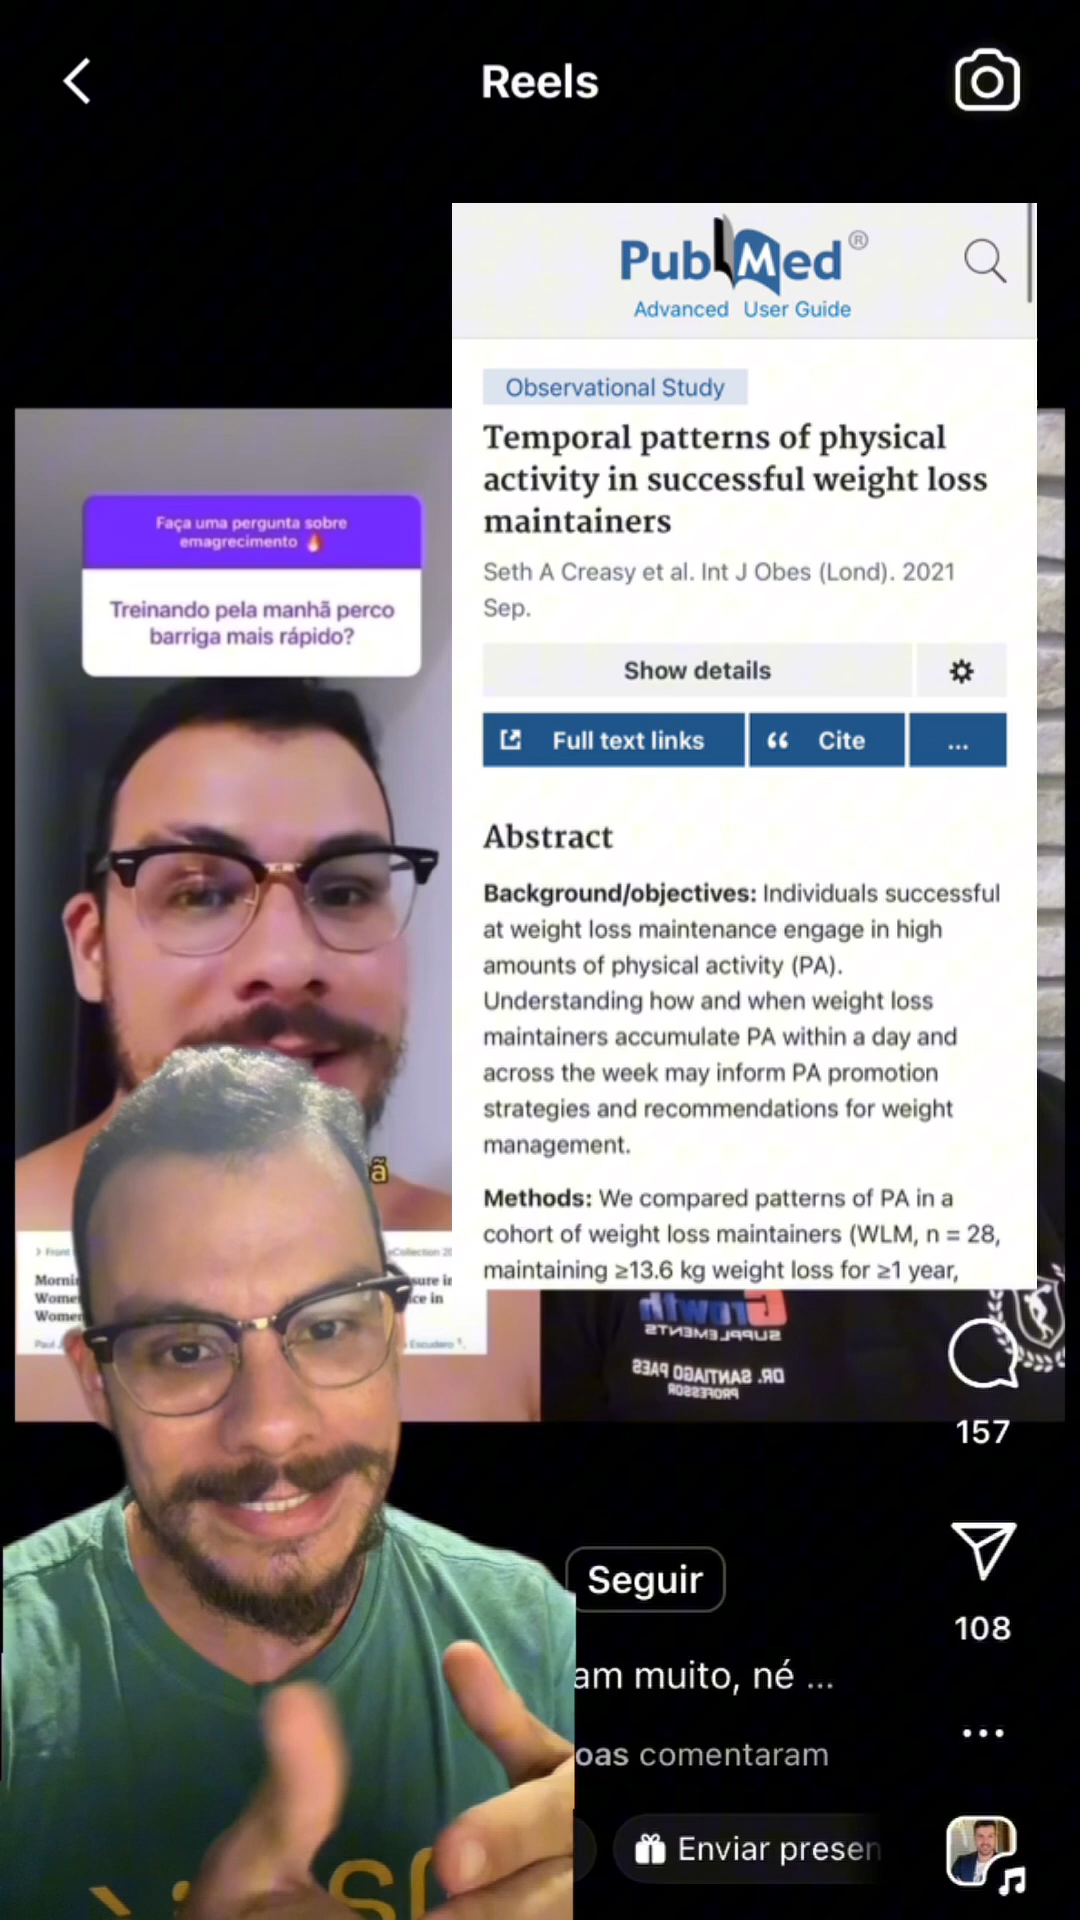 Reels
PubMed®
Advanced User Guide
Observational Study
Temporal patterns of physical
activity in successful weight loss
maintainers
Seth A Creasy et al. Int J Obes (Lond). 2021
Sep.
Show details
Full text links
Cite
...
Abstract
Background/objectives: Individuals successful
at weight loss maintenance engage in high
amounts of physical activity (PA).
Understanding how and when weight loss
maintainers accumulate PA within a day and
across the week may inform PA promotion
strategies and recommendations for weight
management.
Methods: We compared patterns of PA in a
cohort of weight loss maintainers (WLM, n = 28,
maintaining ≥13.6 kg weight loss for ≥1 year,
Faça uma pergunta sobre
emagrecimento 🔥
Treinando pela manhã perco
barriga mais rápido?
ã
Growth
SUPPLEMENTS
DR. SANTIAGO PAES
PROFESSOR
157
Seguir
108
am muito, né ...
oas comentaram
Enviar presen